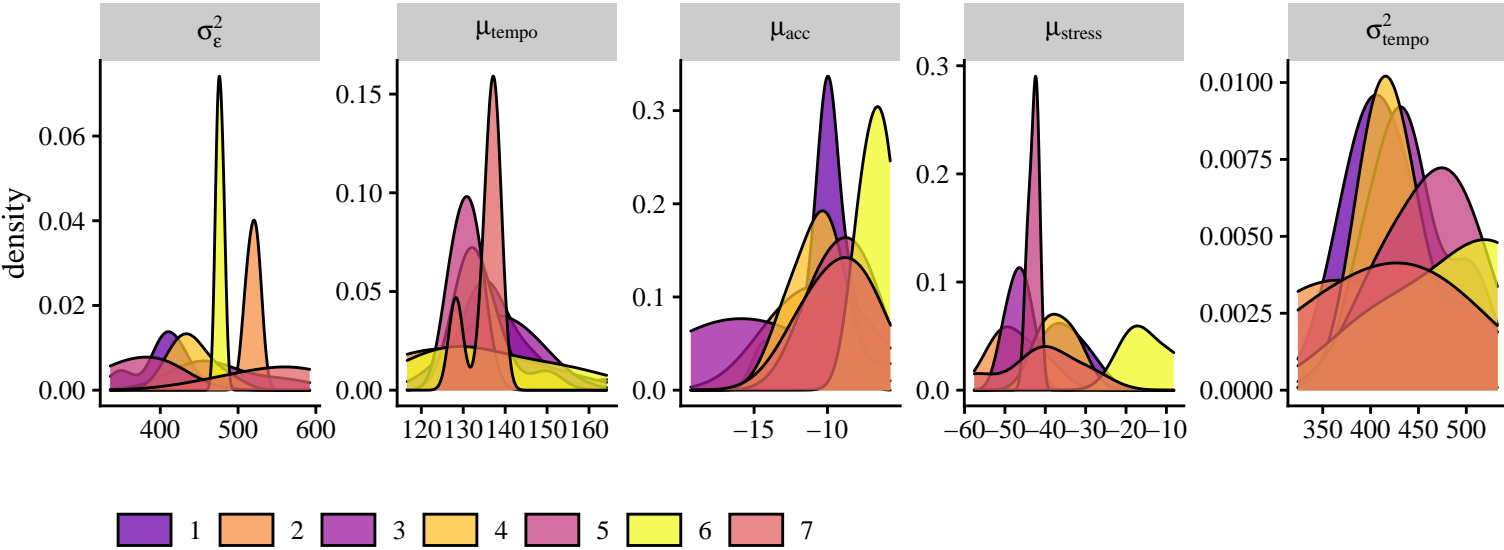 σ²ε μtempo μacc μstress σ²tempo
density
0.00 0.02 0.04 0.06
400 500 600
0.00 0.05 0.10 0.15
120 130 140 150 160
0.0 0.1 0.2 0.3
−15 −10
0.0 0.1 0.2 0.3
−60 −50 −40 −30 −20 −10
0.0000 0.0025 0.0050 0.0075 0.0100
350 400 450 500
1 2 3 4 5 6 7